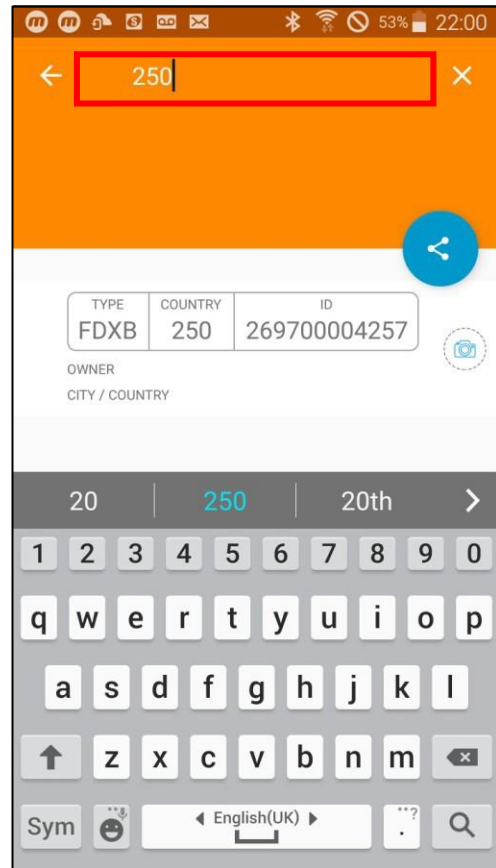 53% 22:00
250
TYPE COUNTRY ID
FDXB 250 269700004257
OWNER
CITY / COUNTRY
20 250 20th
1 2 3 4 5 6 7 8 9 0
q w e r t y u i o p
a s d f g h j k l
z x c v b n m
Sym English(UK) . ?